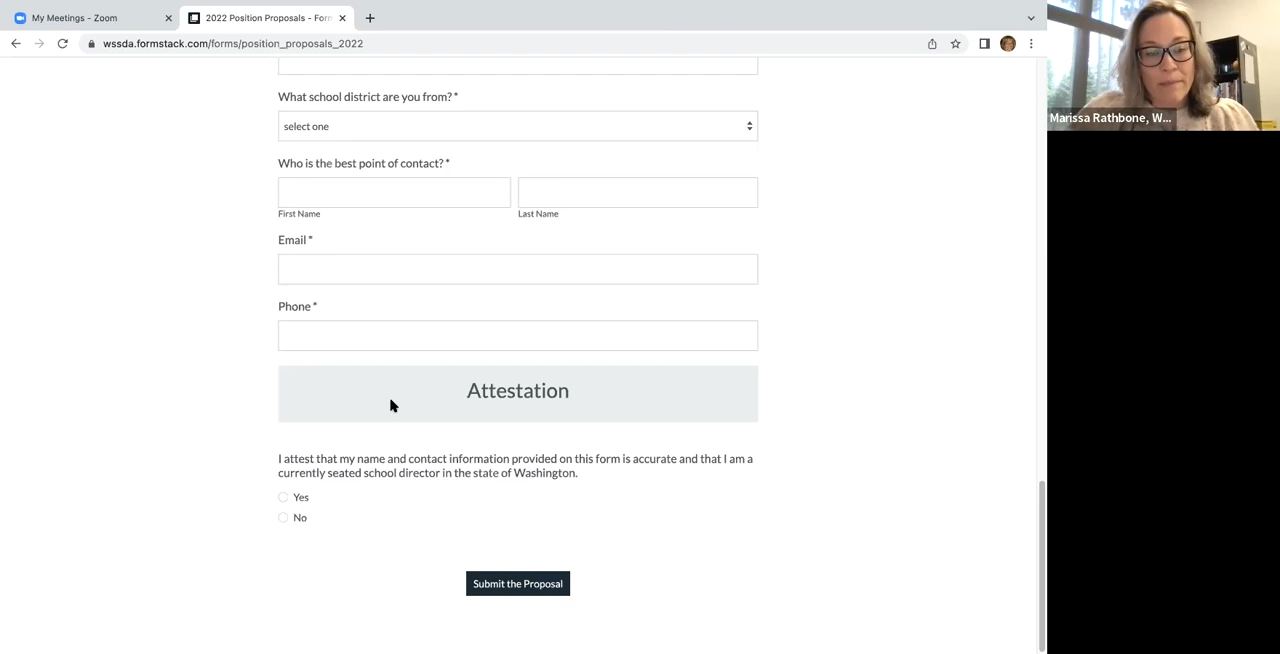 My Meetings - Zoom
2022 Position Proposals - Form
wssda.formstack.com/forms/position_proposals_2022
Marissa Rathbone, W...
What school district are you from? *
select one
Who is the best point of contact? *
First Name
Last Name
Email *
Phone *
Attestation
I attest that my name and contact information provided on this form is accurate and that I am a
currently seated school director in the state of Washington.
Yes
No
Submit the Proposal